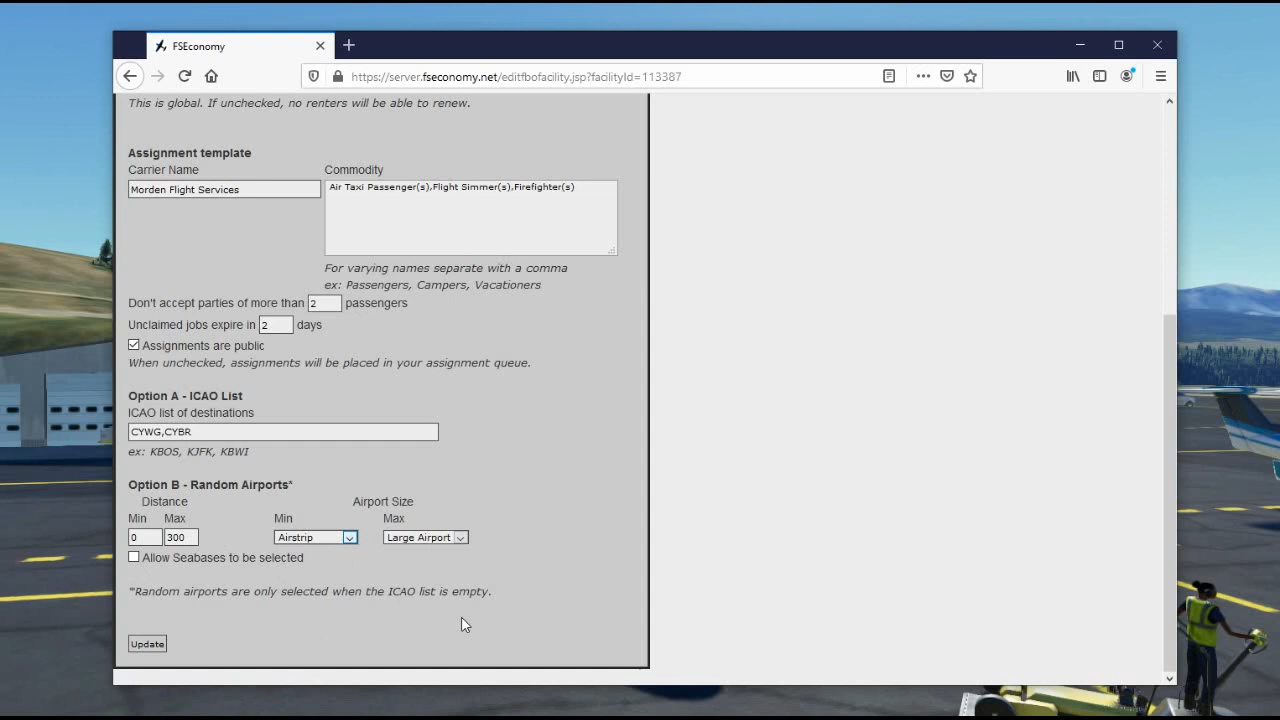 FSEconomy
https://server.fseconomy.net/editfbofacility.jsp?facilityId=113387
This is global. If unchecked, no renters will be able to renew.
Assignment template
Carrier Name Commodity
Morden Flight Services
Air Taxi Passenger(s),Flight Simmer(s),Firefighter(s)
For varying names separate with a comma
ex: Passengers, Campers, Vacationers
Don't accept parties of more than 2 passengers
Unclaimed jobs expire in 2 days
Assignments are public
When unchecked, assignments will be placed in your assignment queue.
Option A - ICAO List
ICAO list of destinations
CYWG,CYBR
ex: KBOS, KJFK, KBWI
Option B - Random Airports*
Distance Airport Size
Min Max Min Max
0 300 Airstrip Large Airport
Allow Seabases to be selected
*Random airports are only selected when the ICAO list is empty.
Update